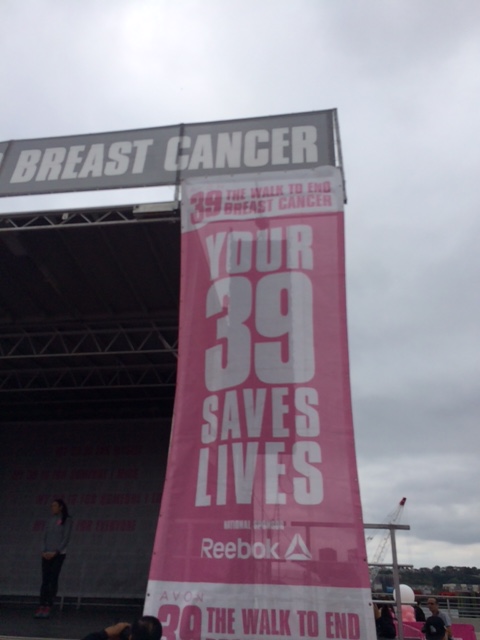 BREAST CANCER
39 THE WALK TO END
BREAST CANCER
YOUR
39
SAVES
LIVES
NATIONAL SPONSOR
Reebok
AVON
39 THE WALK TO END